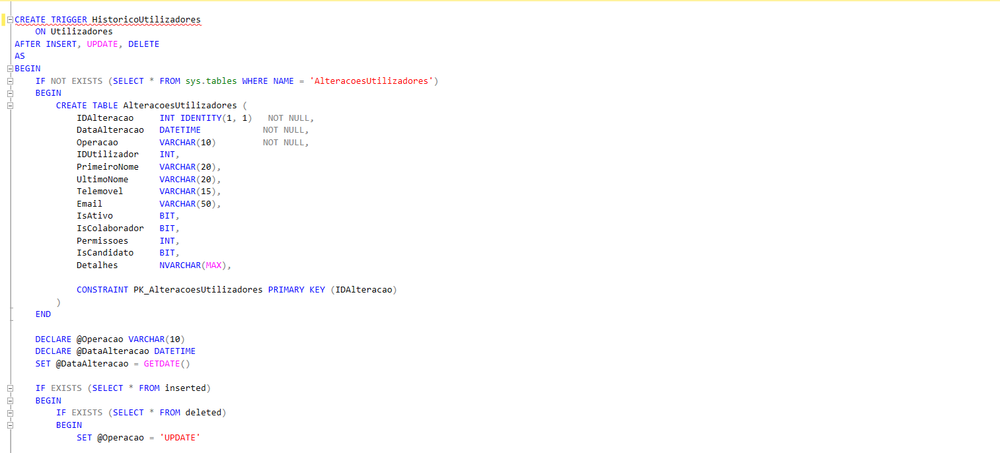 CREATE TRIGGER HistoricoUtilizadores
ON Utilizadores
AFTER INSERT, UPDATE, DELETE
AS
BEGIN
IF NOT EXISTS (SELECT * FROM sys.tables WHERE NAME = 'AlteracoesUtilizadores')
BEGIN
CREATE TABLE AlteracoesUtilizadores (
IDAlteracao INT IDENTITY(1, 1) NOT NULL,
DataAlteracao DATETIME NOT NULL,
Operacao VARCHAR(10) NOT NULL,
IDUtilizador INT,
PrimeiroNome VARCHAR(20),
UltimoNome VARCHAR(20),
Telemovel VARCHAR(15),
Email VARCHAR(50),
IsAtivo BIT,
IsColaborador BIT,
Permissoes INT,
IsCandidato BIT,
Detalhes NVARCHAR(MAX),
CONSTRAINT PK_AlteracoesUtilizadores PRIMARY KEY (IDAlteracao)
)
END
DECLARE @Operacao VARCHAR(10)
DECLARE @DataAlteracao DATETIME
SET @DataAlteracao = GETDATE()
IF EXISTS (SELECT * FROM inserted)
BEGIN
IF EXISTS (SELECT * FROM deleted)
BEGIN
SET @Operacao = 'UPDATE'